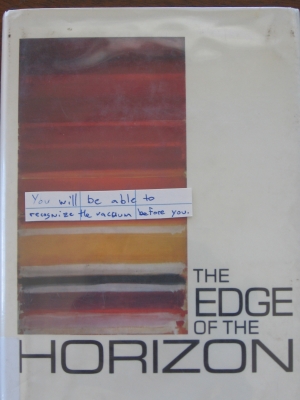 You will be able to
recognize the vacuum before you.
THE
EDGE
OF THE
HORIZON